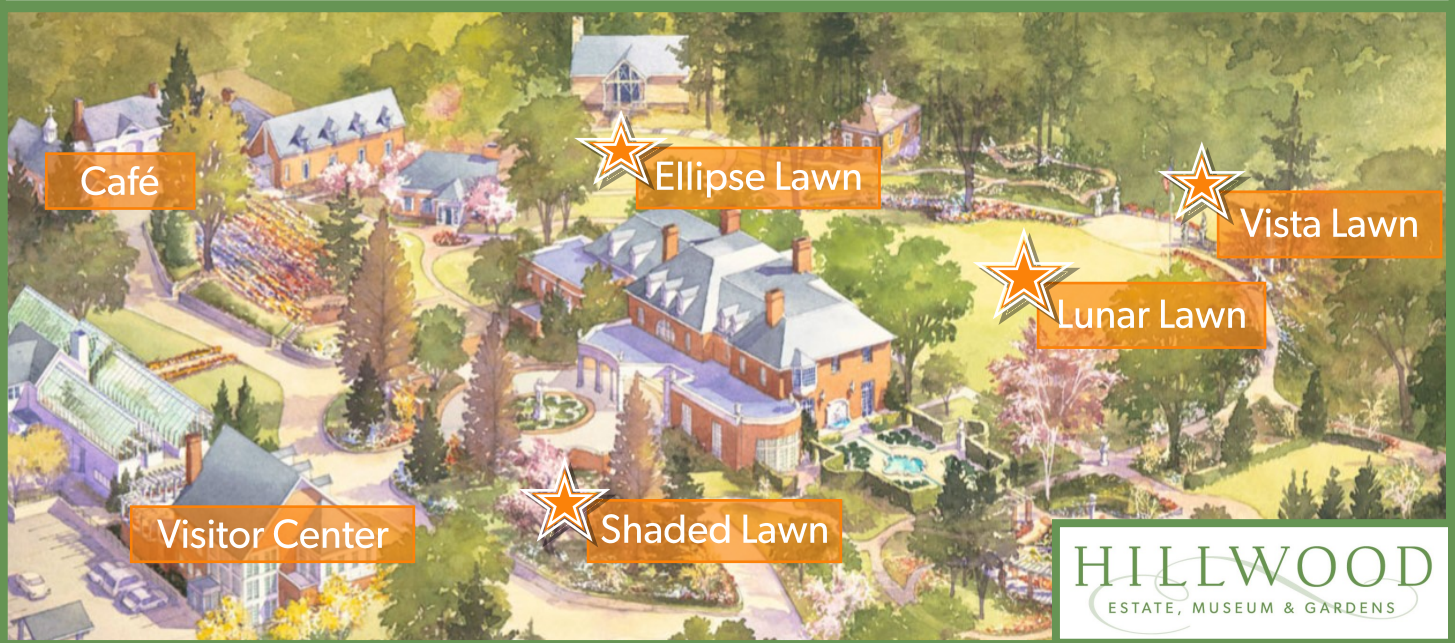 Café
Ellipse Lawn
Vista Lawn
Lunar Lawn
Visitor Center
Shaded Lawn
HILLWOOD
ESTATE, MUSEUM & GARDENS